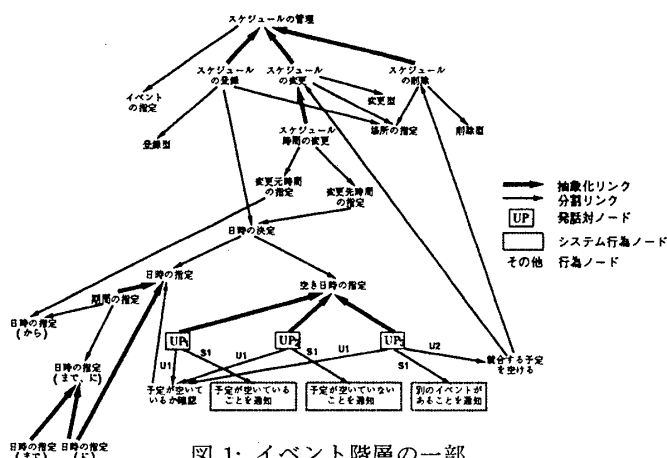 スケジュールの管理
スケジュール
の登録
スケジュール
の変更
スケジュール
の削除
イベント
の指定
変更型
登録型
場所の指定
削除型
スケジュール
時間の変更
変更元時間
の指定
変更先時間
の指定
抽象化リンク
分割リンク
UP 発話対ノード
システム行為ノード
その他 行為ノード
日時の決定
日時の指定
空き日時の指定
期間の指定
日時の指定
(から)
UP1
UP2
UP3
U1
S1
U1
S1
U1
S1
U2
競合する予定
を空ける
日時の指定
(まで、に)
予定が空いて
いるか確認
予定が空いている
ことを通知
予定が空いていない
ことを通知
別のイベントが
あることを通知
日時の指定
(まで)
日時の指定
(に)
図 1: イベント階層の一部